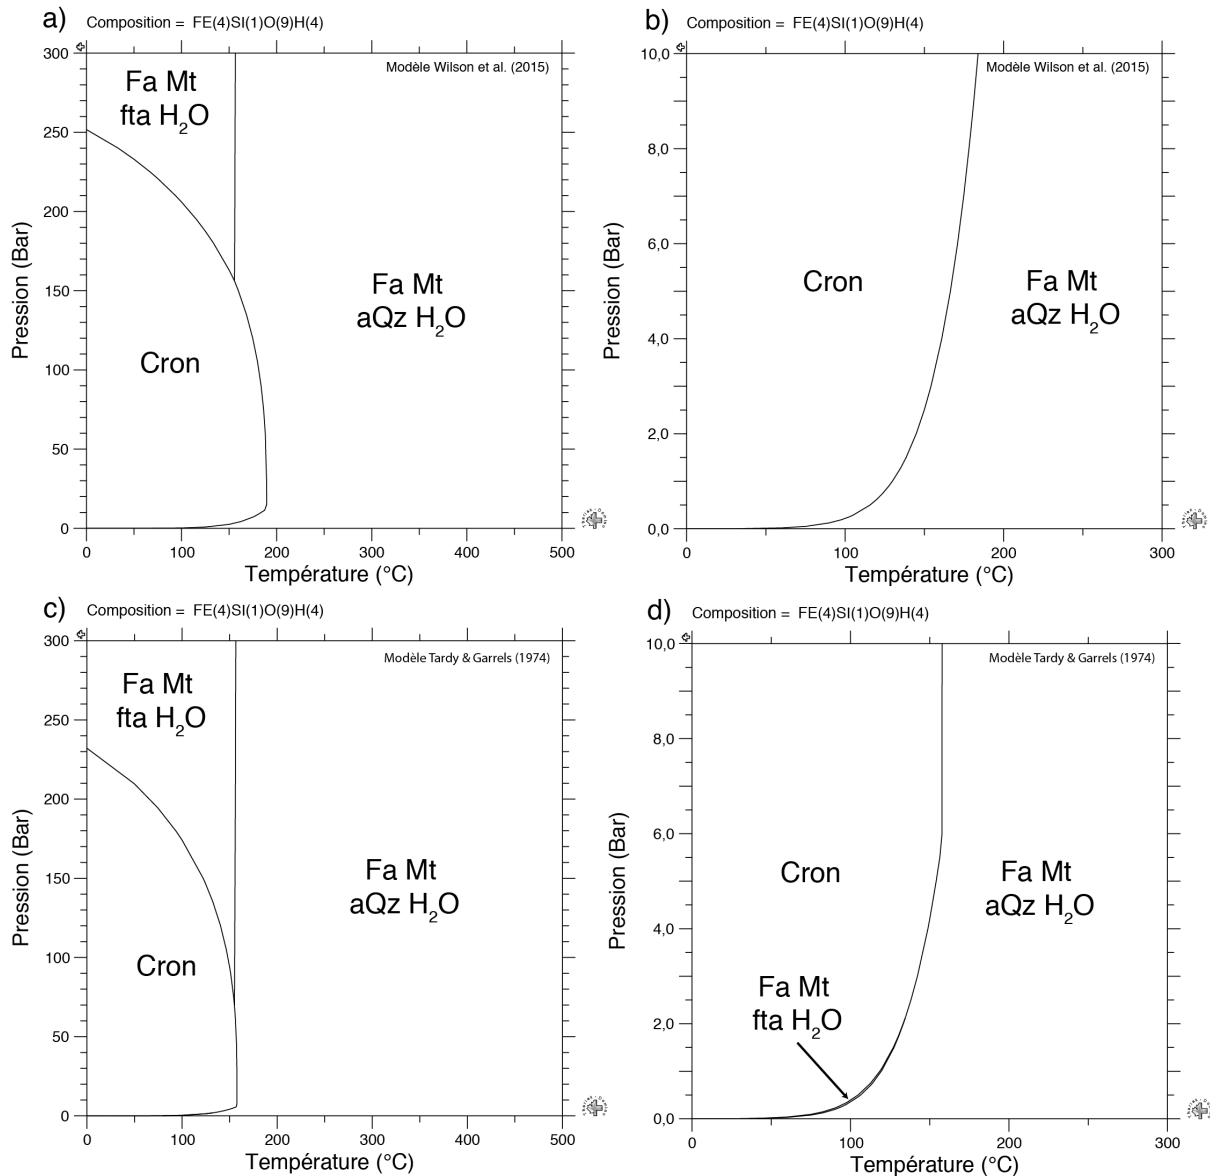 a) Composition = FE(4)SI(1)O(9)H(4)
300
250
200
150
100
50
0
Pression (Bar)
Modèle Wilson et al. (2015)
Fa Mt
fta H2O
Fa Mt
aQz H2O
Cron
0 100 200 300 400 500
Température (°C)
b) Composition = FE(4)SI(1)O(9)H(4)
10,0
8,0
6,0
4,0
2,0
0,0
Pression (Bar)
Modèle Wilson et al. (2015)
Cron
Fa Mt
aQz H2O
0 100 200 300
Température (°C)
c) Composition = FE(4)SI(1)O(9)H(4)
300
250
200
150
100
50
0
Pression (Bar)
Modèle Tardy & Garrels (1974)
Fa Mt
fta H2O
Fa Mt
aQz H2O
Cron
0 100 200 300 400 500
Température (°C)
d) Composition = FE(4)SI(1)O(9)H(4)
10,0
8,0
6,0
4,0
2,0
0,0
Pression (Bar)
Modèle Tardy & Garrels (1974)
Cron
Fa Mt
aQz H2O
Fa Mt
fta H2O
0 100 200 300
Température (°C)